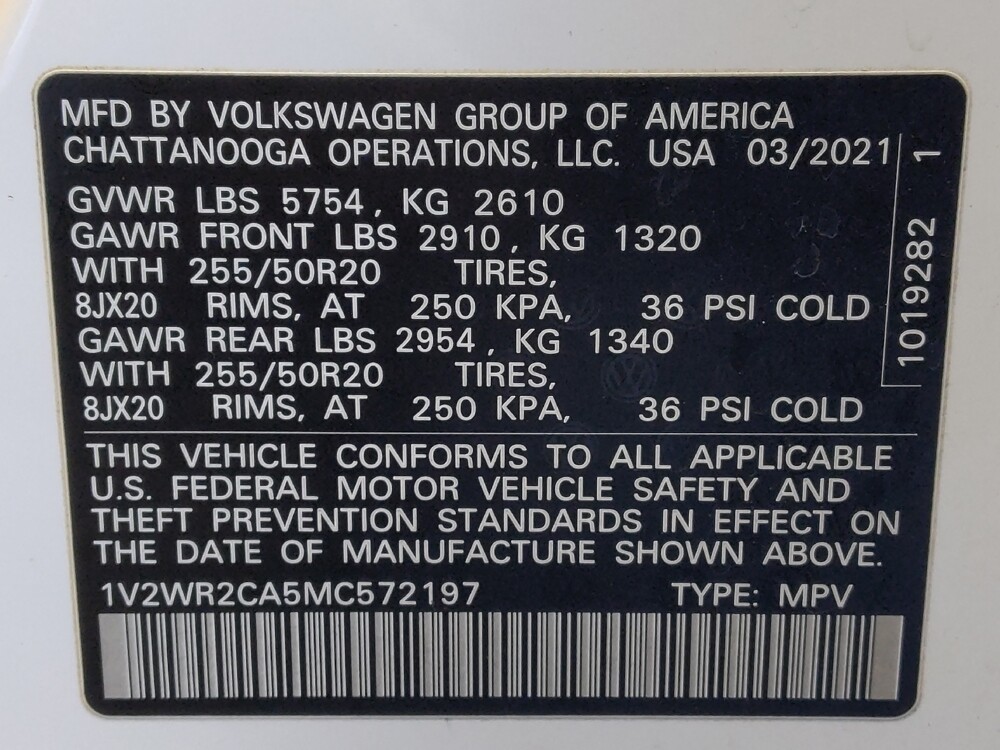 MFD BY VOLKSWAGEN GROUP OF AMERICA
CHATTANOOGA OPERATIONS, LLC. USA 03/2021
GVWR LBS 5754, KG 2610
GAWR FRONT LBS 2910, KG 1320
WITH 255/50R20 TIRES,
8JX20 RIMS, AT 250 KPA, 36 PSI COLD
GAWR REAR LBS 2954, KG 1340
WITH 255/50R20 TIRES,
8JX20 RIMS, AT 250 KPA, 36 PSI COLD
1019282 1
THIS VEHICLE CONFORMS TO ALL APPLICABLE
U.S. FEDERAL MOTOR VEHICLE SAFETY AND
THEFT PREVENTION STANDARDS IN EFFECT ON
THE DATE OF MANUFACTURE SHOWN ABOVE.
1V2WR2CA5MC572197 TYPE: MPV